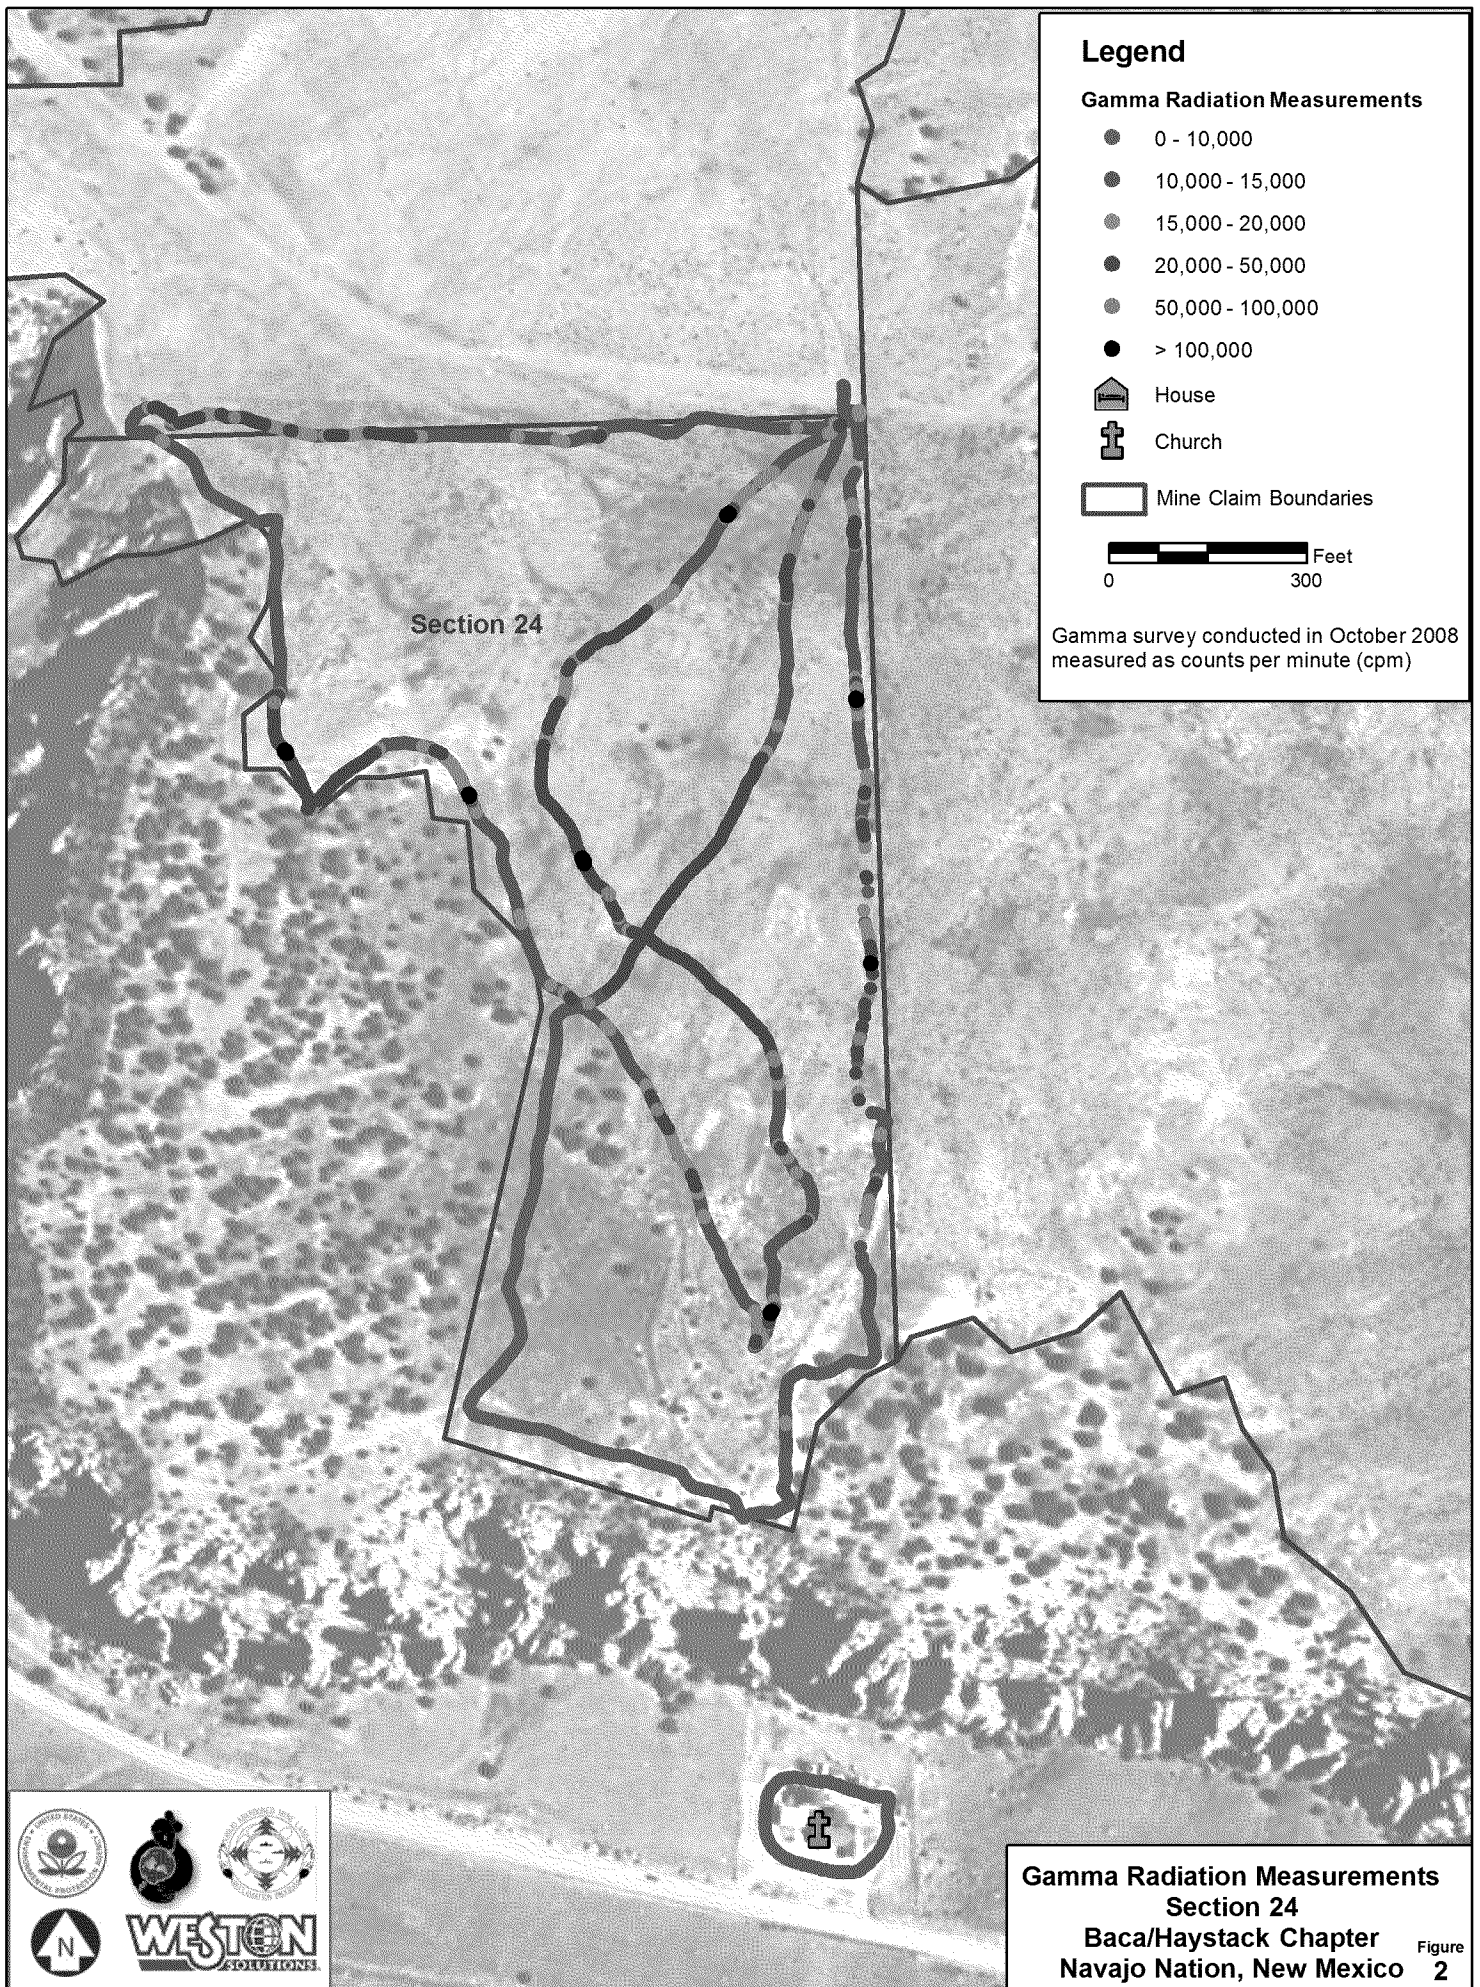 Legend
Gamma Radiation Measurements
0 - 10,000
10,000 - 15,000
15,000 - 20,000
20,000 - 50,000
50,000 - 100,000
> 100,000
House
Church
Mine Claim Boundaries
Feet
0 300
Gamma survey conducted in October 2008
measured as counts per minute (cpm)
Section 24
UNITED STATES
N
WESTON
SOLUTIONS
Gamma Radiation Measurements
Section 24
Baca/Haystack Chapter
Navajo Nation, New Mexico
Figure
2